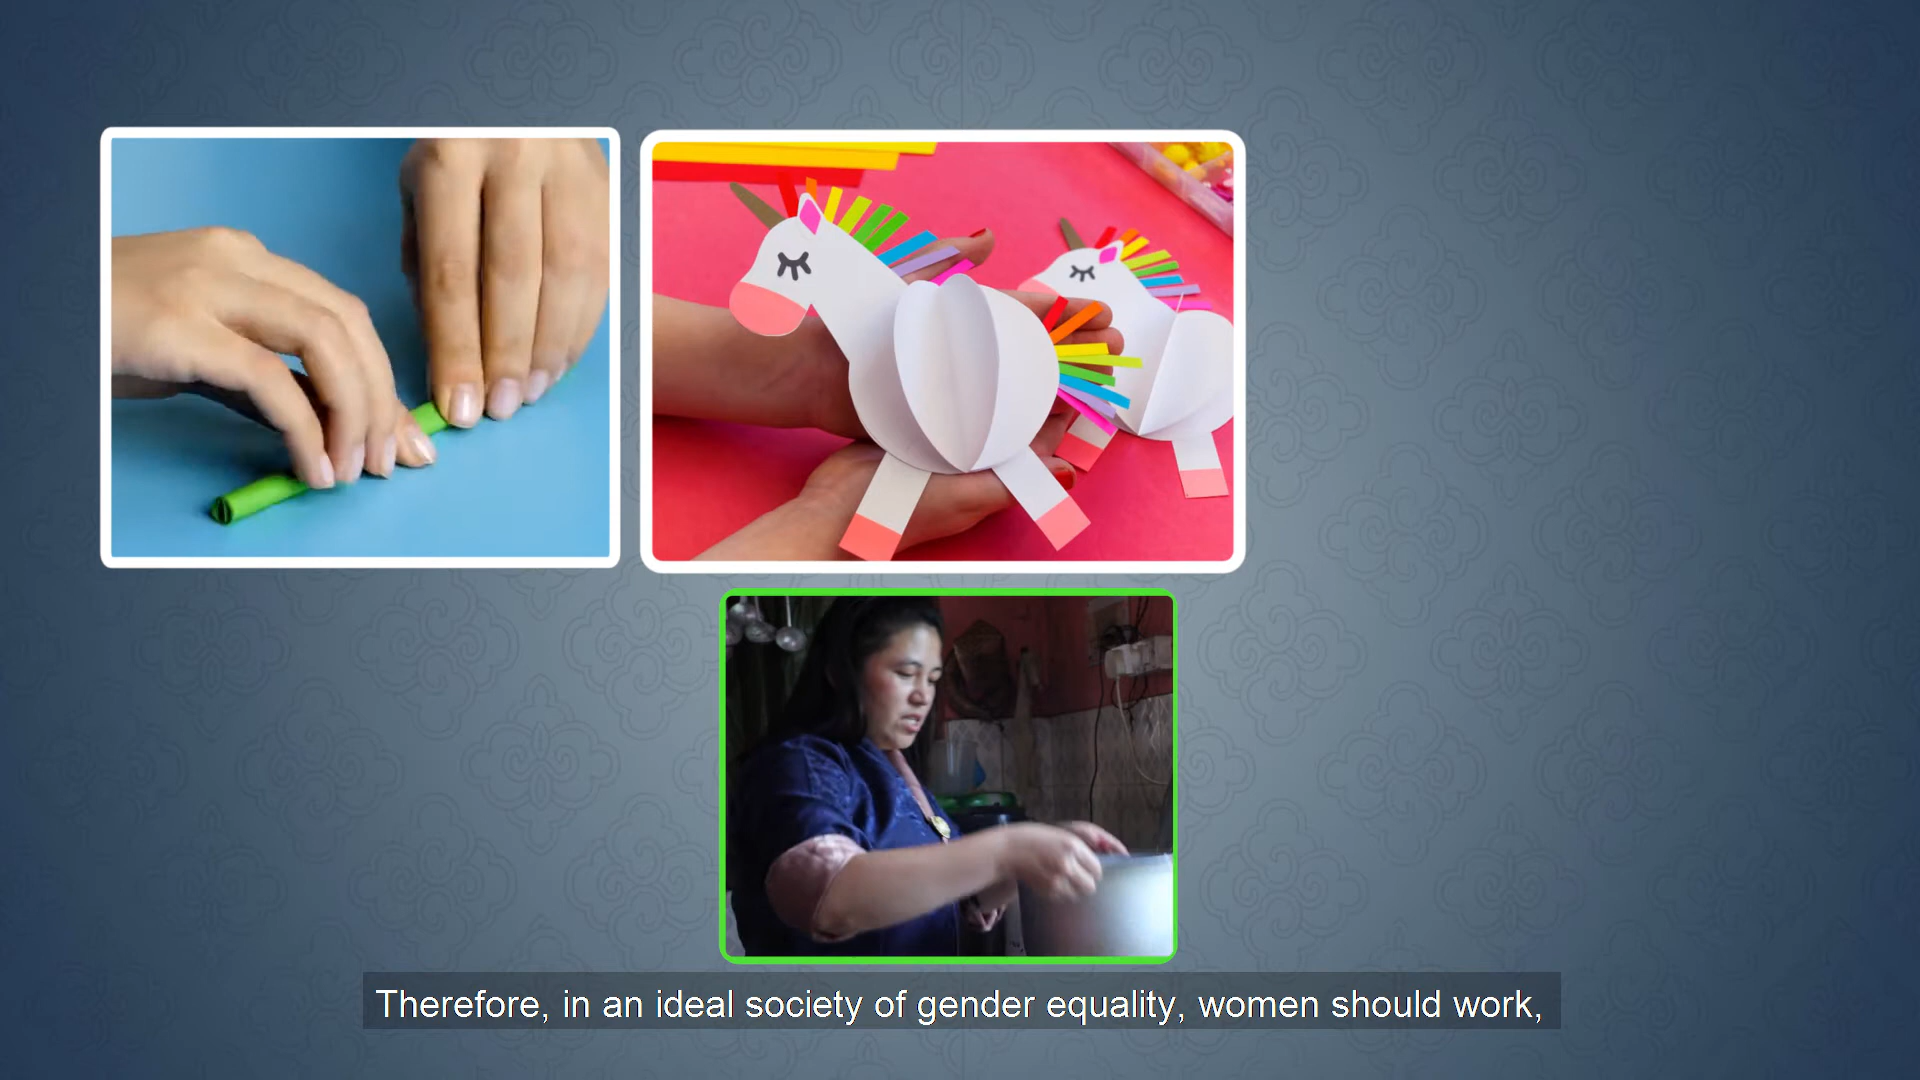 Therefore, in an ideal society of gender equality, women should work,